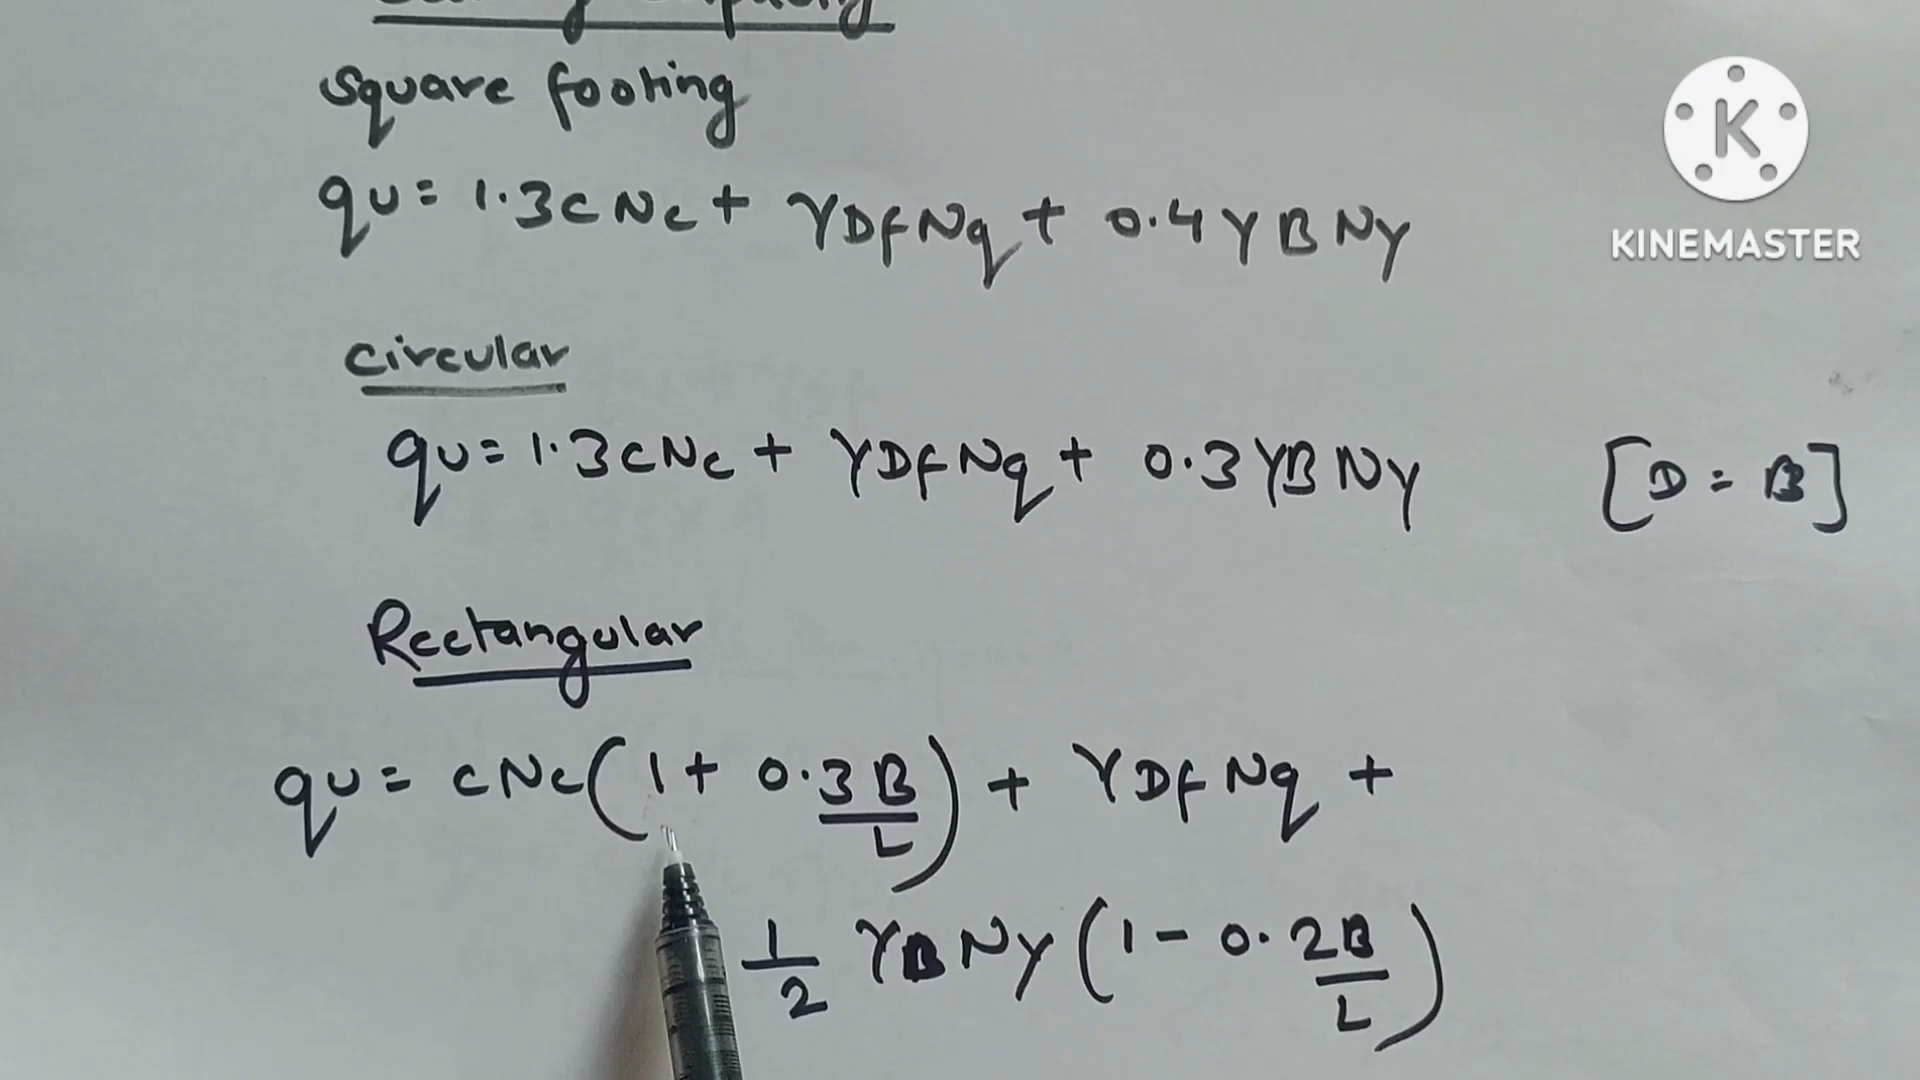 square footing
qu = 1.3cNc + γDfNq + 0.4γBNγ
K
KINEMASTER
circular
qu = 1.3cNc + γDfNq + 0.3γBNγ [D = B]
Rectangular
qu = cNc(1 + 0.3B/L) + γDfNq +
1/2 γBNγ(1 - 0.2B/L)